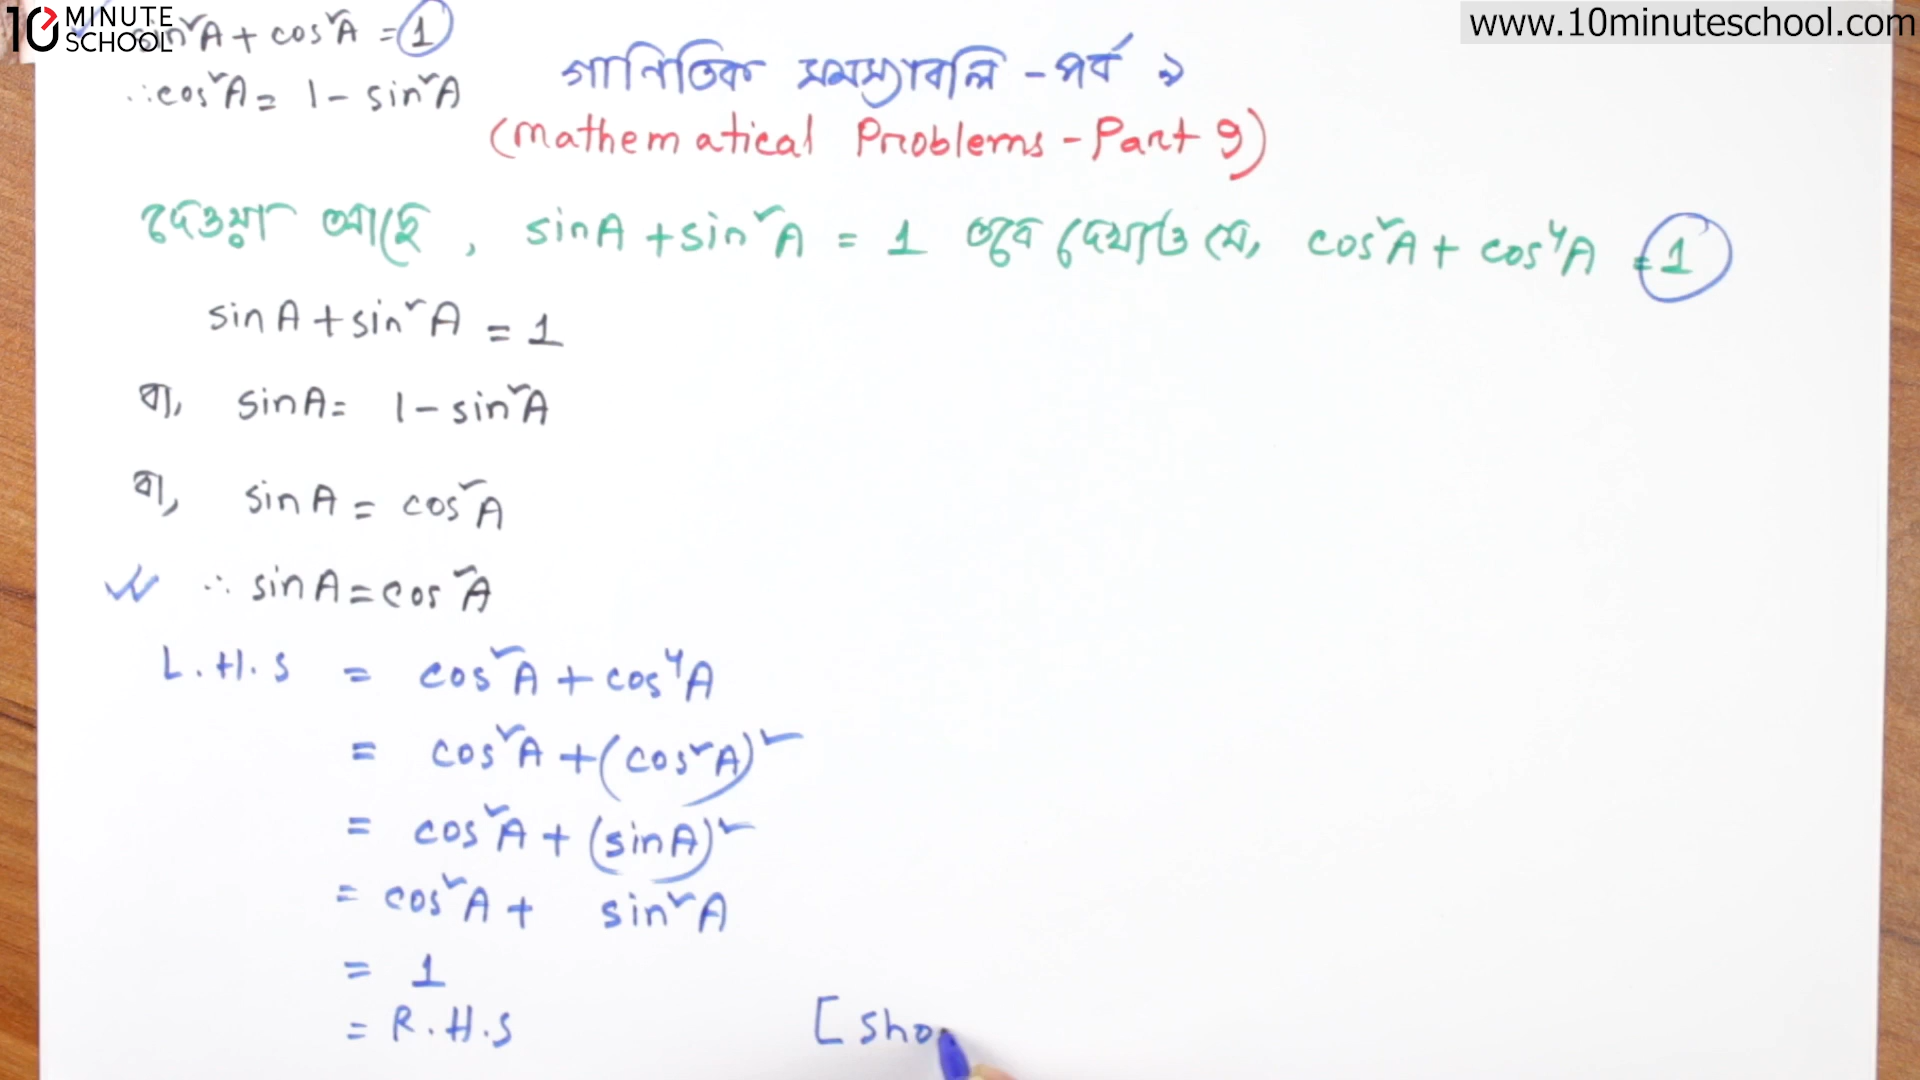 10 MINUTE SCHOOL
www.10minuteschool.com
sin²A + cos²A = 1
∴ cos²A = 1 - sin²A
গানিতিক সমস্যাবলি - পর্ব ৯
(Mathematical Problems - Part 9)
দেওয়া আছে, sinA + sin²A = 1 তবে দেখাও যে, cos²A + cos⁴A = 1
sinA + sin²A = 1
বা, sinA = 1 - sin²A
বা, sinA = cos²A
∴ sinA = cos²A
L.H.S = cos²A + cos⁴A
= cos²A + (cos²A)²
= cos²A + (sinA)²
= cos²A + sin²A
= 1
= R.H.S [sho